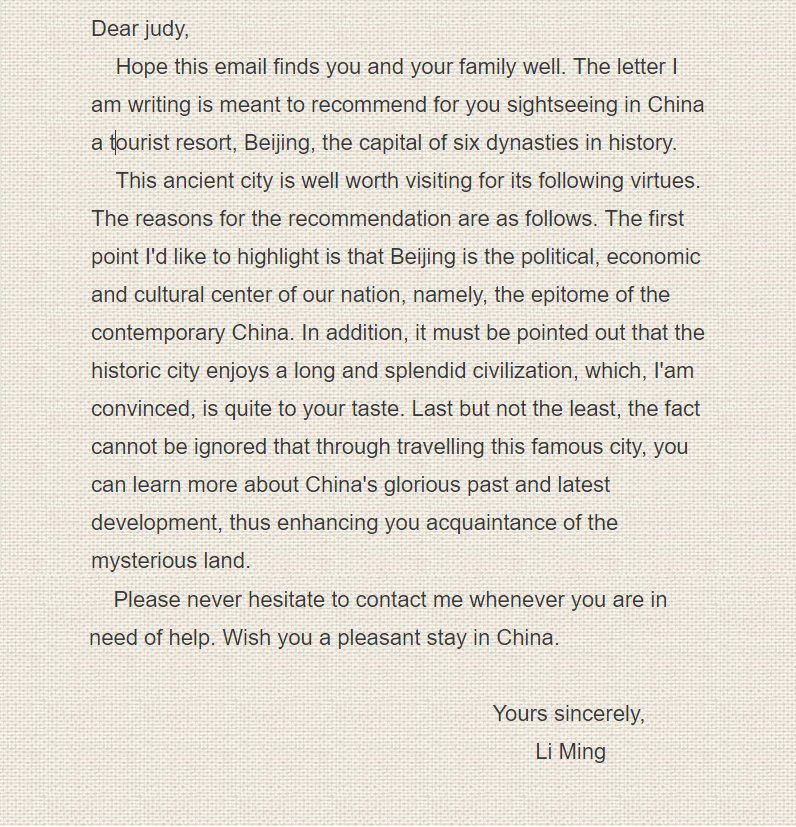 Dear judy,
Hope this email finds you and your family well. The letter I
am writing is meant to recommend for you sightseeing in China
a tourist resort, Beijing, the capital of six dynasties in history.
This ancient city is well worth visiting for its following virtues.
The reasons for the recommendation are as follows. The first
point I'd like to highlight is that Beijing is the political, economic
and cultural center of our nation, namely, the epitome of the
contemporary China. In addition, it must be pointed out that the
historic city enjoys a long and splendid civilization, which, I'am
convinced, is quite to your taste. Last but not the least, the fact
cannot be ignored that through travelling this famous city, you
can learn more about China's glorious past and latest
development, thus enhancing you acquaintance of the
mysterious land.
Please never hesitate to contact me whenever you are in
need of help. Wish you a pleasant stay in China.
Yours sincerely,
Li Ming